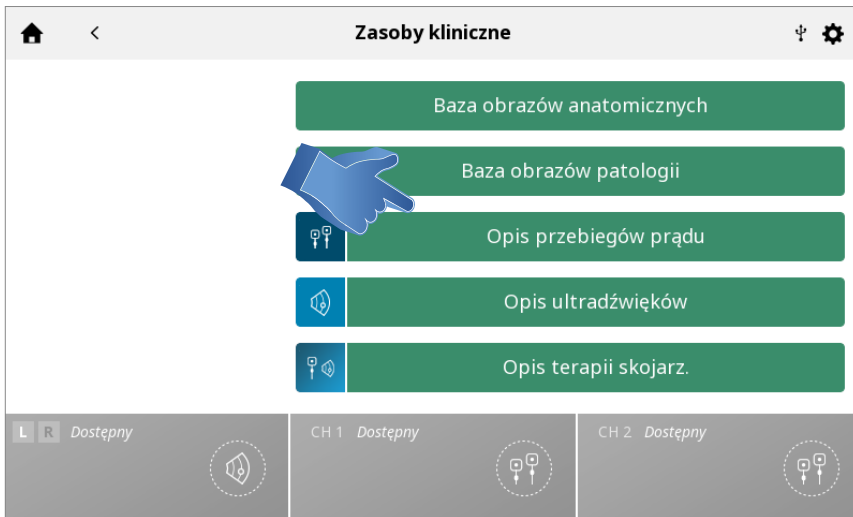 Zasoby kliniczne
Baza obrazów anatomicznych
Baza obrazów patologii
Opis przebiegów prądu
Opis ultradźwięków
Opis terapii skojarz.
L R Dostępny
CH 1 Dostępny
CH 2 Dostępny